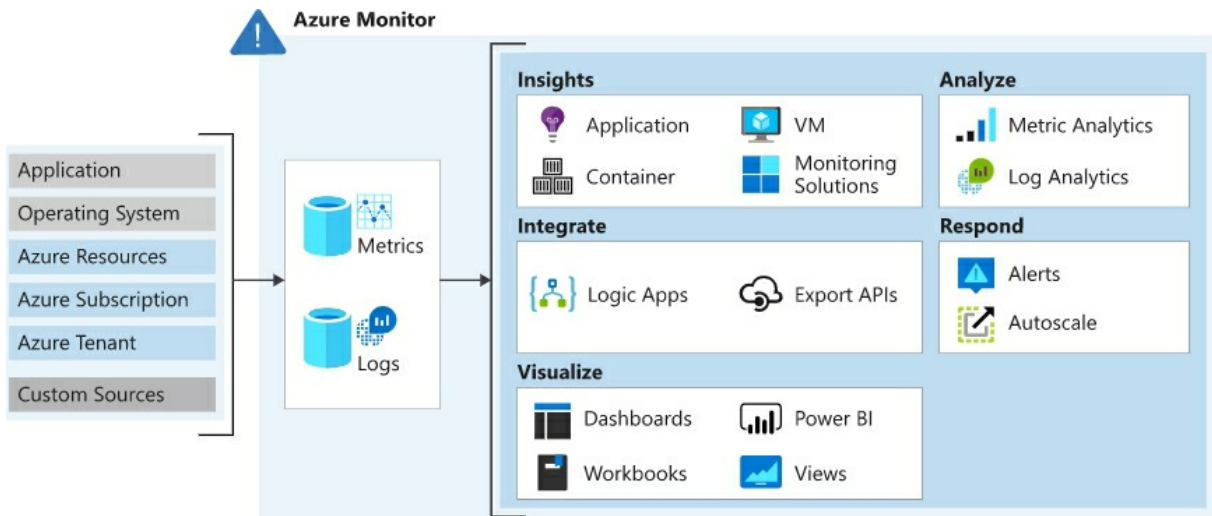 Azure Monitor
Application
Operating System
Azure Resources
Azure Subscription
Azure Tenant
Custom Sources
Metrics
Logs
Insights
Application
VM
Container
Monitoring
Solutions
Analyze
Metric Analytics
Log Analytics
Integrate
Logic Apps
Export APIs
Respond
Alerts
Autoscale
Visualize
Dashboards
Power BI
Workbooks
Views